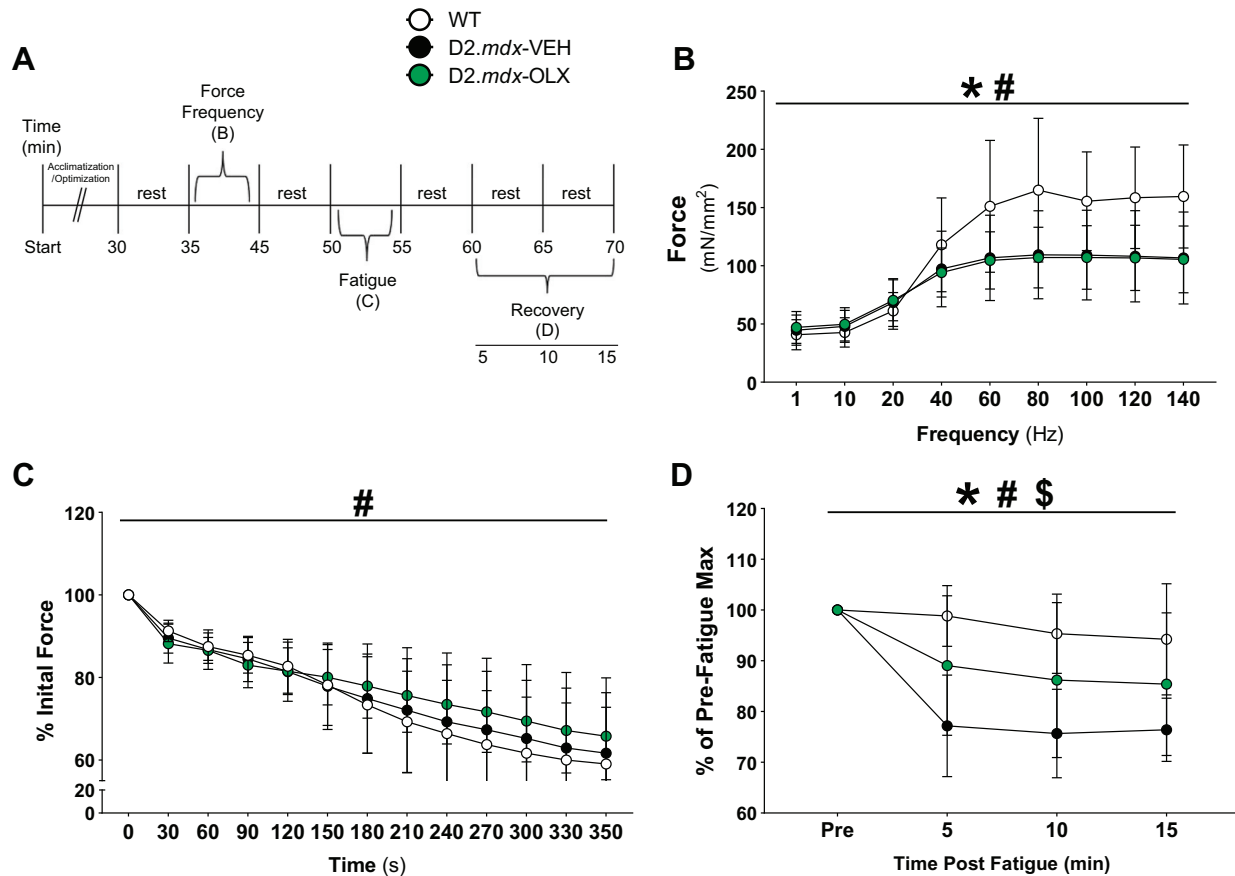 WT
D2.mdx-VEH
D2.mdx-OLX
A
Time
(min)
Acclimatization
/Optimization
Force
Frequency
(B)
rest
rest
rest
rest
rest
Start
30
35
45
50
55
60
65
70
Fatigue
(C)
Recovery
(D)
5
10
15
B
* #
Force
(mN/mm²)
250
200
150
100
50
0
1
10
20
40
60
80
100
120
140
Frequency (Hz)
C
#
% Inital Force
120
100
80
60
20
0
0
30
60
90
120
150
180
210
240
270
300
330
350
Time (s)
D
* # $
% of Pre-Fatigue Max
120
110
100
90
80
70
60
Pre
5
10
15
Time Post Fatigue (min)